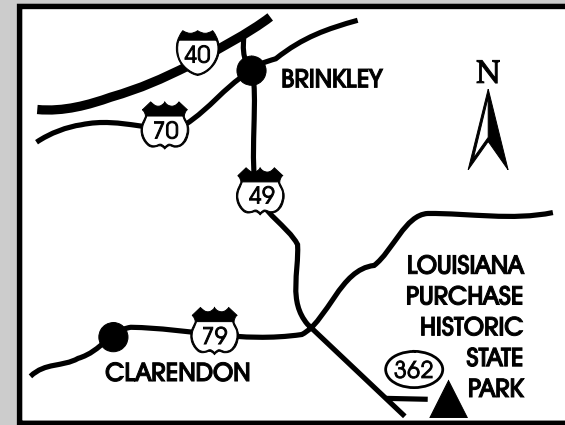 40
BRINKLEY
N
70
49
LOUISIANA
PURCHASE
HISTORIC
STATE
PARK
79
362
CLARENDON